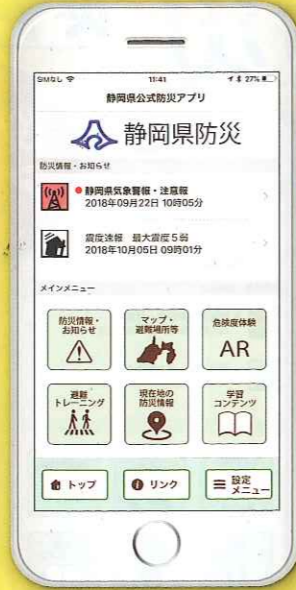 SIMなし 11:41 27%
静岡県公式防災アプリ
静岡県防災
防災情報・お知らせ
静岡県気象警報・注意報
2018年09月22日 10時05分
震度速報 最大震度5弱
2018年10月05日 09時01分
メインメニュー
防災情報・
お知らせ
マップ・
避難場所等
危険度体験
AR
避難
トレーニング
現在地の
防災情報
学習
コンテンツ
トップ
リンク
設定
メニュー